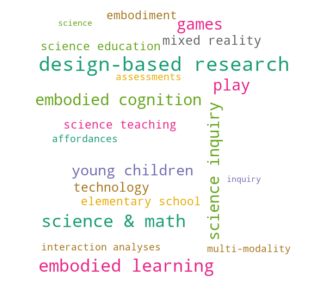 embodiment
science
games
mixed reality
science education
design-based research
assessments
play
embodied cognition
science inquiry
science teaching
affordances
young children
inquiry
technology
elementary school
science & math
interaction analyses
multi-modality
embodied learning